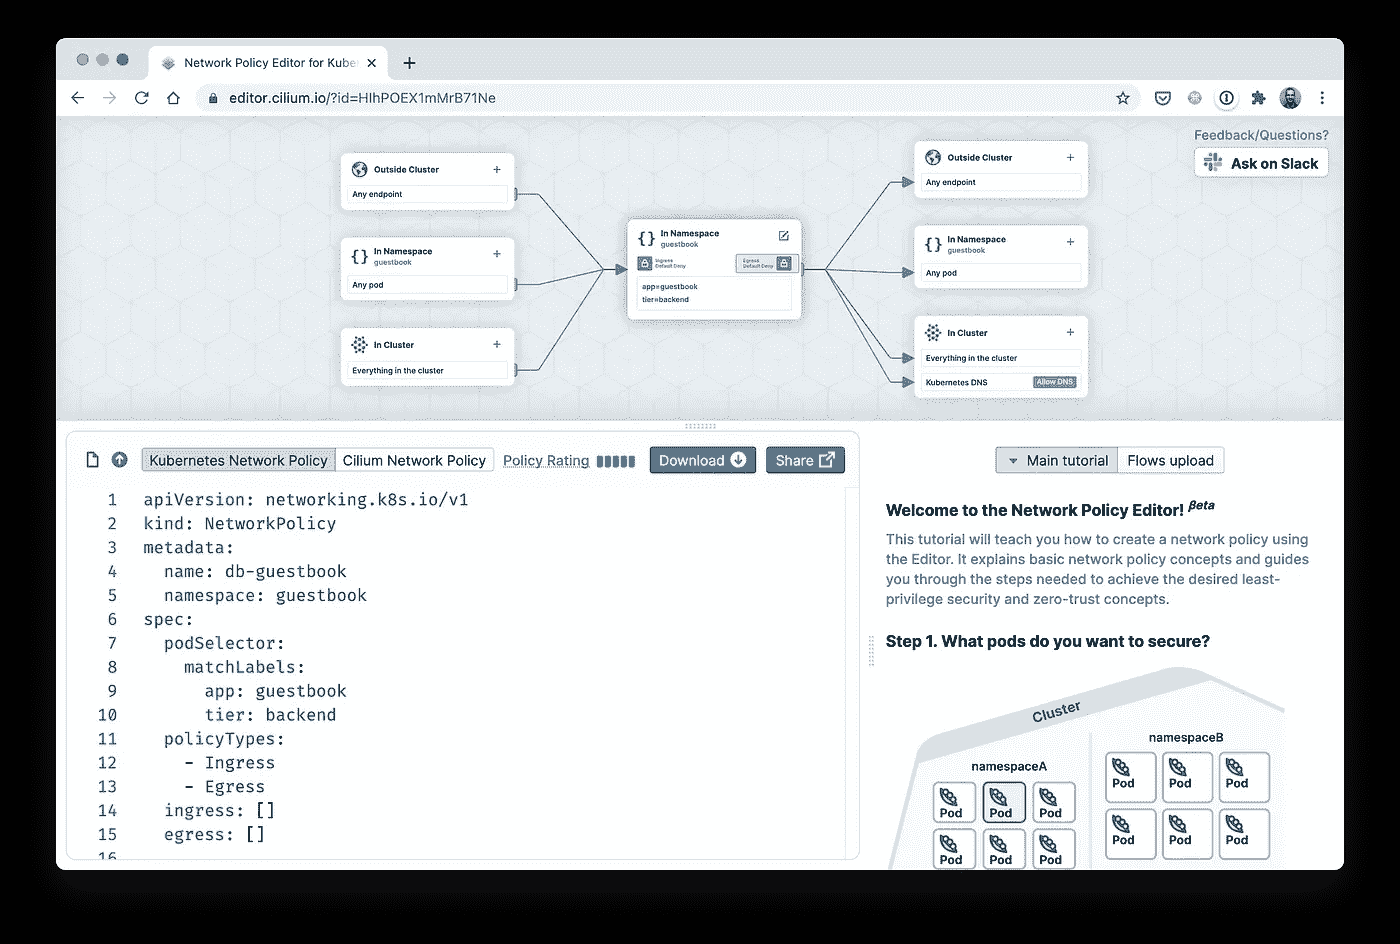 Network Policy Editor for Kube
editor.cilium.io/?id=HIhPOEX1mMrB71Ne
Feedback/Questions?
Ask on Slack
Outside Cluster
Any endpoint
In Namespace
guestbook
Any pod
In Cluster
Everything in the cluster
In Namespace
guestbook
Ingress
Default Deny
Egress
Default Deny
app=guestbook
tier=backend
Outside Cluster
Any endpoint
In Namespace
guestbook
Any pod
In Cluster
Everything in the cluster
Kubernetes DNS Allow DNS
Kubernetes Network Policy Cilium Network Policy Policy Rating Download Share
1 apiVersion: networking.k8s.io/v1
2 kind: NetworkPolicy
3 metadata:
4 name: db-guestbook
5 namespace: guestbook
6 spec:
7 podSelector:
8 matchLabels:
9 app: guestbook
10 tier: backend
11 policyTypes:
12 - Ingress
13 - Egress
14 ingress: []
15 egress: []
16
Main tutorial Flows upload
Welcome to the Network Policy Editor! βeta
This tutorial will teach you how to create a network policy using
the Editor. It explains basic network policy concepts and guides
you through the steps needed to achieve the desired least-
privilege security and zero-trust concepts.
Step 1. What pods do you want to secure?
Cluster
namespaceA
Pod Pod Pod
Pod Pod Pod
namespaceB
Pod Pod Pod
Pod Pod Pod